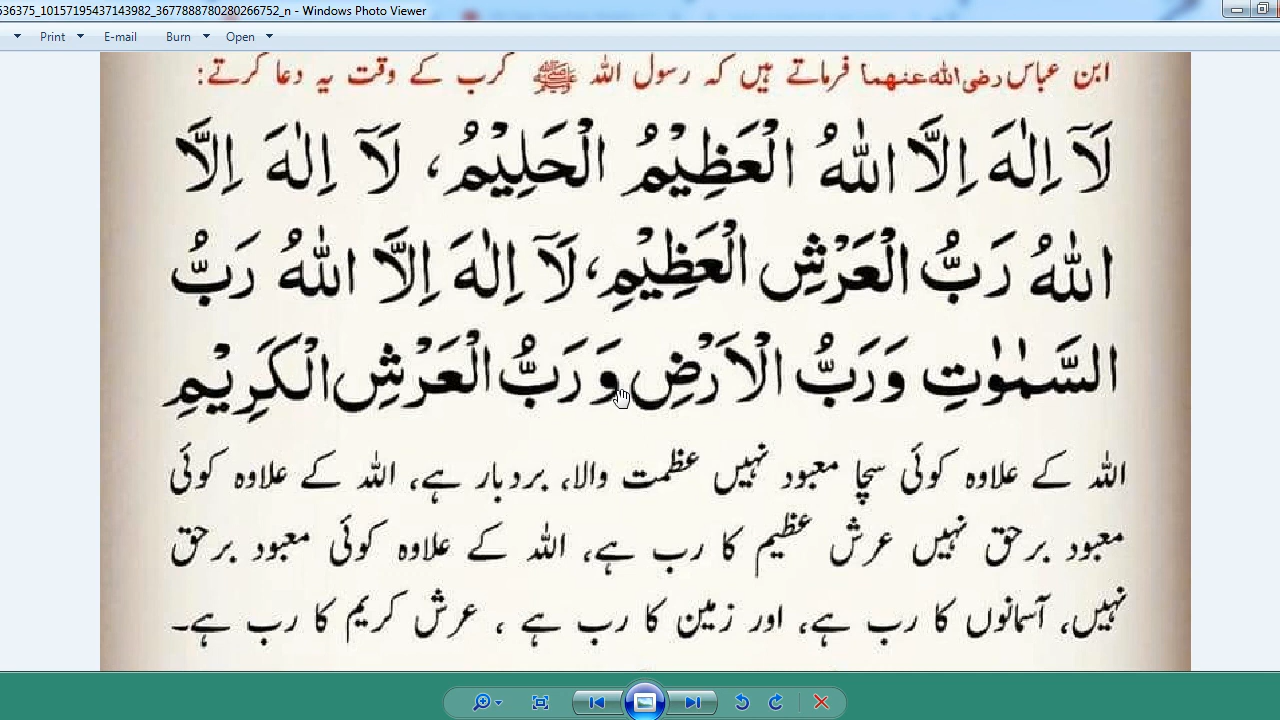 536375_10157195437143982_3677888780280266752_n - Windows Photo Viewer
Print E-mail Burn Open
ابن عباس رضی اللہ عنھما فرماتے ہیں کہ رسول اللہ ﷺ کرب کے وقت یہ دعا کرتے:
لَآ اِلٰهَ اِلَّا اللّٰهُ الْعَظِيْمُ الْحَلِيْمُ، لَآ اِلٰهَ اِلَّا
اللّٰهُ رَبُّ الْعَرْشِ الْعَظِيْمِ، لَآ اِلٰهَ اِلَّا اللّٰهُ رَبُّ
السَّمٰوٰتِ وَرَبُّ الْاَرْضِ وَ رَبُّ الْعَرْشِ الْكَرِيْمِ
اللہ کے علاوہ کوئی سچا معبود نہیں عظمت والا، بردبار ہے، اللہ کے علاوہ کوئی
معبود برحق نہیں عرش عظیم کا رب ہے، اللہ کے علاوہ کوئی معبود برحق
نہیں، آسمانوں کا رب ہے، اور زمین کا رب ہے ، عرش کریم کا رب ہے۔